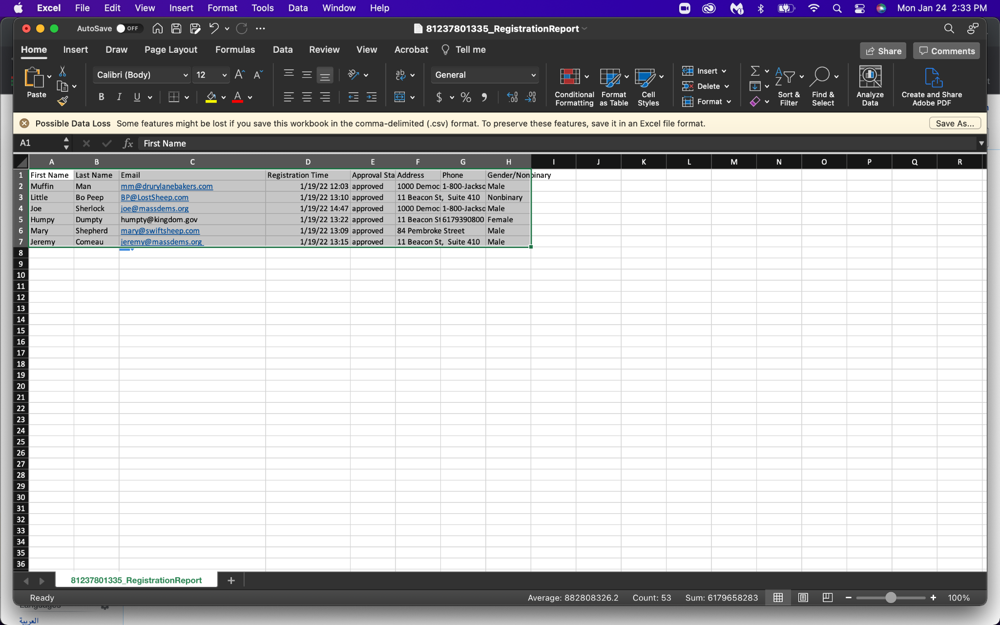 Excel File Edit View Insert Format Tools Data Window Help Mon Jan 24 2:33 PM
AutoSave OFF 81237801335_RegistrationReport
Home Insert Draw Page Layout Formulas Data Review View Acrobat Tell me Share Comments
Paste Calibri (Body) 12 General Conditional Formatting Format as Table Cell Styles Insert Delete Format Sort & Filter Find & Select Analyze Data Create and Share Adobe PDF
Possible Data Loss Some features might be lost if you save this workbook in the comma-delimited (.csv) format. To preserve these features, save it in an Excel file format. Save As...
A1 fx First Name
A B C D E F G H I J K L M N O P Q R
1 First Name Last Name Email Registration Time Approval Sta Address Phone Gender/Nonbinary
2 Muffin Man mm@drurylanebakers.com 1/19/22 12:03 approved 1000 Democ 1-800-Jackso Male
3 Little Bo Peep BP@LostSheep.com 1/19/22 13:10 approved 11 Beacon St, Suite 410 Nonbinary
4 Joe Sherlock joe@massdems.org 1/19/22 14:47 approved 1000 Democ 1-800-Jackso Male
5 Humpy Dumpty humpty@kingdom.gov 1/19/22 13:22 approved 11 Beacon St 6179390800 Female
6 Mary Shepherd mary@swiftsheep.com 1/19/22 13:09 approved 84 Pembroke Street Male
7 Jeremy Comeau jeremy@massdems.org 1/19/22 13:15 approved 11 Beacon St, Suite 410 Male
8
9
10
11
12
13
14
15
16
17
18
19
20
21
22
23
24
25
26
27
28
29
30
31
32
33
34
35
36
81237801335_RegistrationReport +
Ready Average: 882808326.2 Count: 53 Sum: 6179658283 100%
Languages
العربية